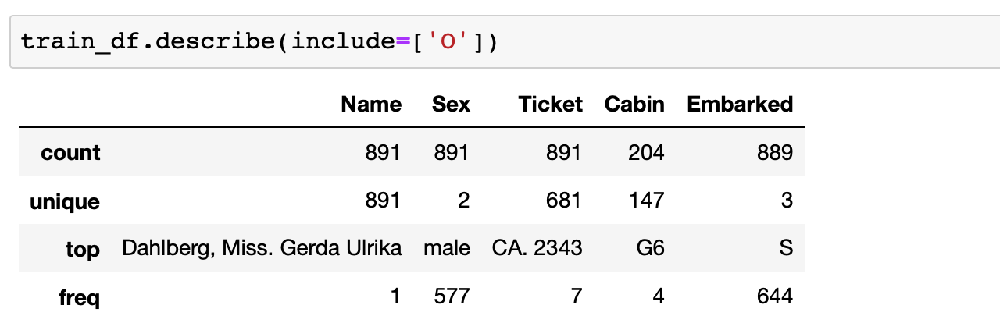 train_df.describe(include=['O'])
Name Sex Ticket Cabin Embarked
count 891 891 891 204 889
unique 891 2 681 147 3
top Dahlberg, Miss. Gerda Ulrika male CA. 2343 G6 S
freq 1 577 7 4 644